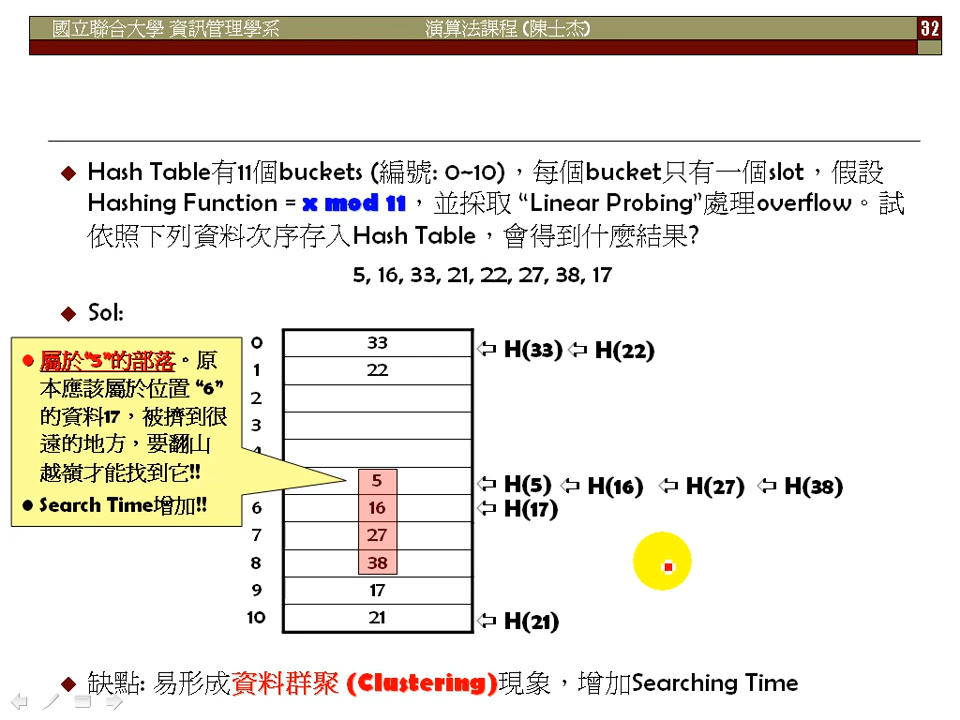 國立聯合大學 資訊管理學系 演算法課程 (陳士杰) 32
◆ Hash Table有11個buckets (編號: 0~10)，每個bucket只有一個slot，假設
Hashing Function = x mod 11，並採取 “Linear Probing”處理overflow。試
依照下列資料次序存入Hash Table，會得到什麼結果?
5, 16, 33, 21, 22, 27, 38, 17
◆ Sol:
● 屬於“5”的部落。原
本應該屬於位置 “6”
的資料17，被擠到很
遠的地方，要翻山
越嶺才能找到它!!
● Search Time增加!!
0 33 ⇦ H(33) ⇦ H(22)
1 22
2
3
5 ⇦ H(5) ⇦ H(16) ⇦ H(27) ⇦ H(38)
6 16 ⇦ H(17)
7 27
8 38
9 17
10 21 ⇦ H(21)
◆ 缺點: 易形成資料群聚 (Clustering)現象，增加Searching Time